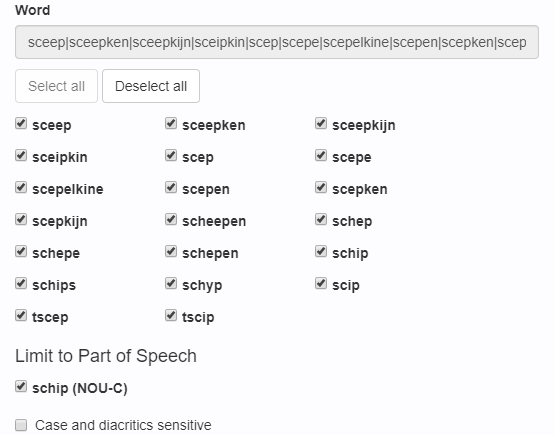 Word
sceep|sceepken|sceepkijn|sceipkin|scep|scepe|scepelkine|scepen|scepken|scep
Select all Deselect all
sceep sceepken sceepkijn
sceipkin scep scepe
scepelkine scepen scepken
scepkijn scheepen schep
schepe schepen schip
schips schyp scip
tscep tscip
Limit to Part of Speech
schip (NOU-C)
Case and diacritics sensitive